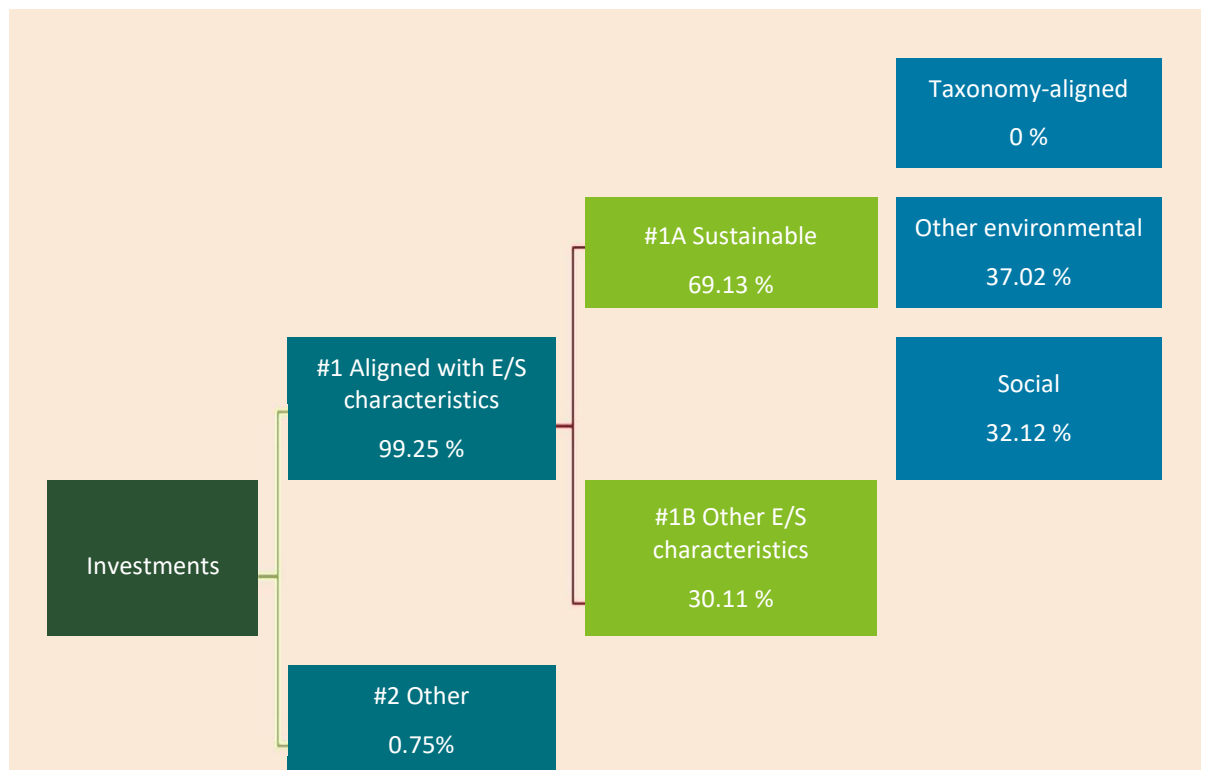 Taxonomy-aligned
0 %
#1A Sustainable
69.13 %
Other environmental
37.02 %
#1 Aligned with E/S
characteristics
99.25 %
Social
32.12 %
Investments
#1B Other E/S
characteristics
30.11 %
#2 Other
0.75%